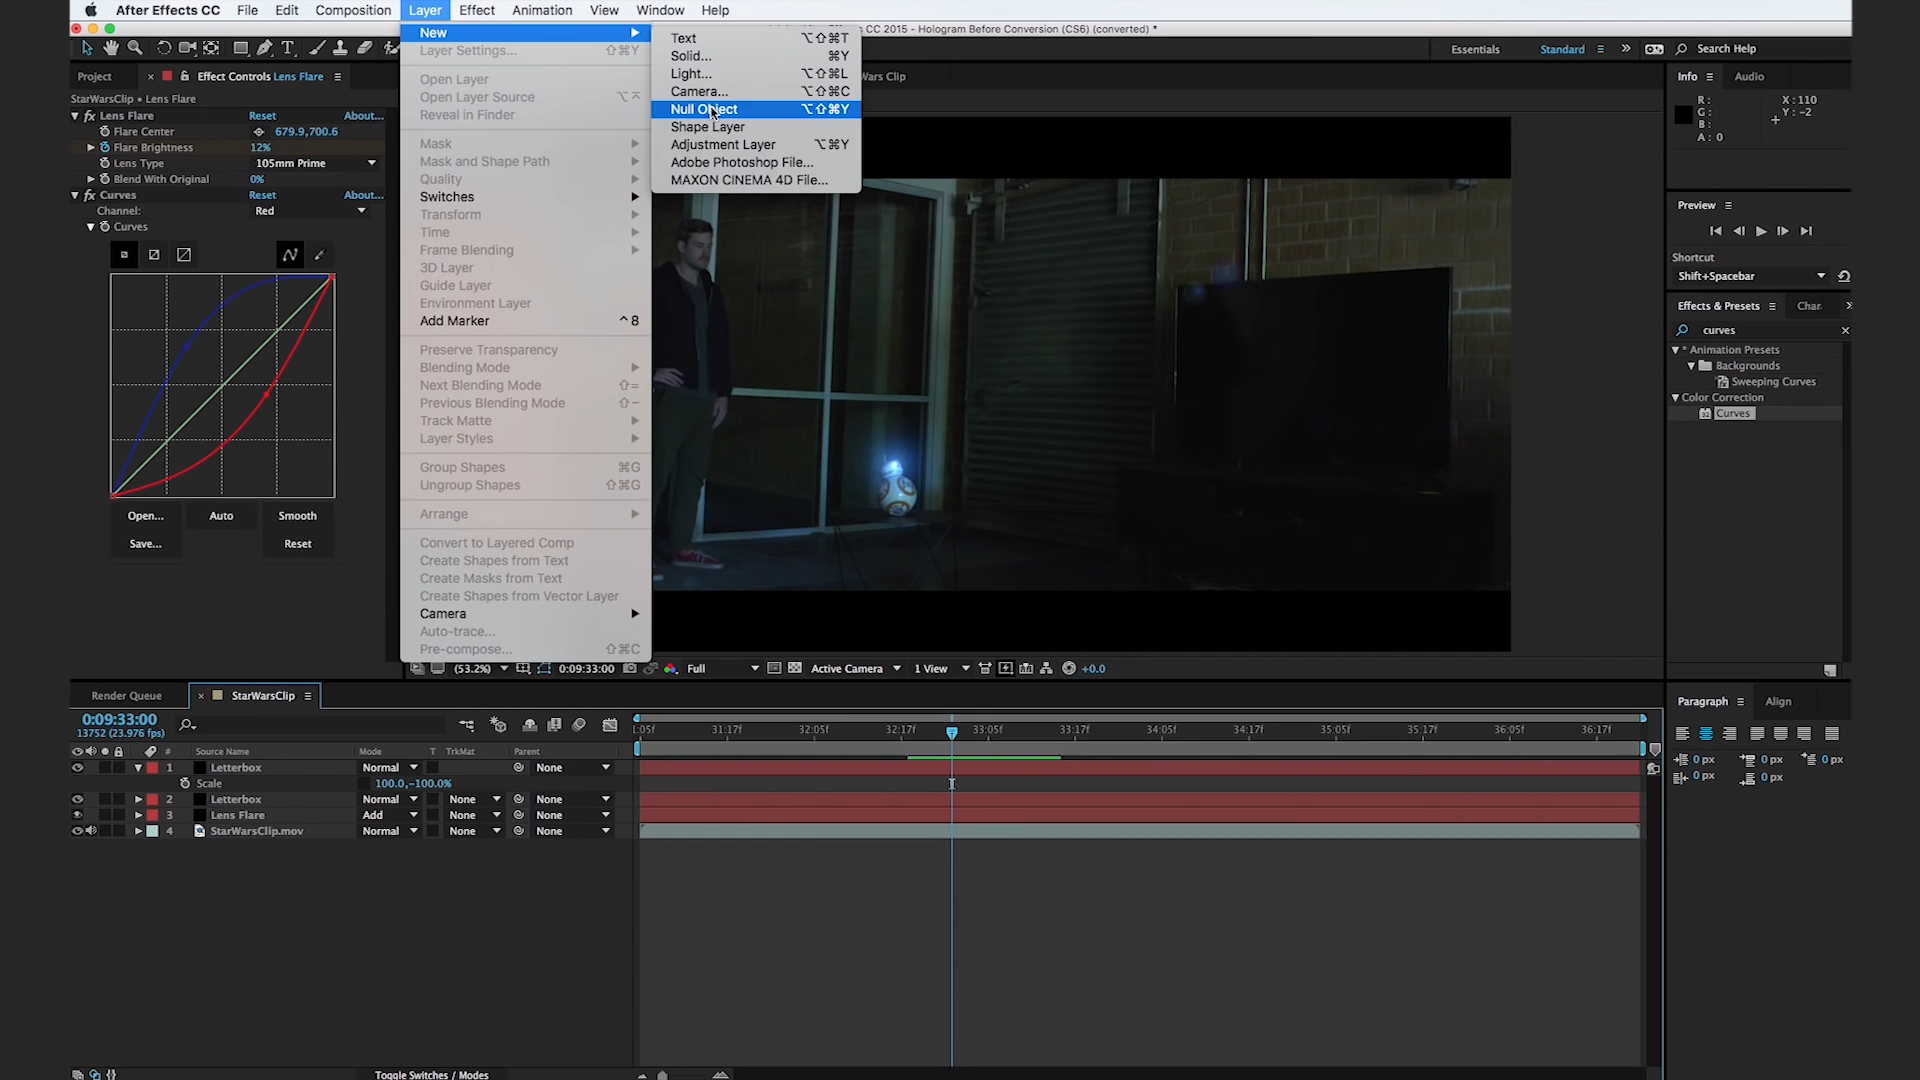 After Effects CC File Edit Composition Layer Effect Animation View Window Help
CC 2015 - Hologram Before Conversion (CS6) (converted) *
Essentials Standard Search Help
Project Effect Controls Lens Flare
StarWarsClip • Lens Flare
Lens Flare Reset About...
Flare Center 679.9,700.6
Flare Brightness 12%
Lens Type 105mm Prime
Blend With Original 0%
Curves Reset About...
Channel: Red
Curves
Open... Auto Smooth
Save... Reset
New
Layer Settings... ⇧⌘Y
Open Layer
Open Layer Source
Reveal in Finder
Mask
Mask and Shape Path
Quality
Switches
Transform
Time
Frame Blending
3D Layer
Guide Layer
Environment Layer
Add Marker ^8
Preserve Transparency
Blending Mode
Next Blending Mode ⇧=
Previous Blending Mode ⇧-
Track Matte
Layer Styles
Group Shapes ⌘G
Ungroup Shapes ⇧⌘G
Arrange
Convert to Layered Comp
Create Shapes from Text
Create Masks from Text
Create Shapes from Vector Layer
Camera
Auto-trace...
Pre-compose... ⇧⌘C
Text ⌥⇧⌘T
Solid... ⌘Y
Light... ⌥⇧⌘L
Camera... ⌥⇧⌘C
Null Object ⌥⇧⌘Y
Shape Layer
Adjustment Layer ⌥⌘Y
Adobe Photoshop File...
MAXON CINEMA 4D File...
Wars Clip
(53.2%) 0:09:33:00 Full Active Camera 1 View +0.0
Info Audio
R: X: 110
G: Y: -2
B:
A: 0
Preview
Shortcut
Shift+Spacebar
Effects & Presets Char
curves
* Animation Presets
Backgrounds
Sweeping Curves
Color Correction
Curves
Render Queue StarWarsClip
0:09:33:00
13752 (23.976 fps)
:05f 31:17f 32:05f 32:17f 33:05f 33:17f 34:05f 34:17f 35:05f 35:17f 36:05f 36:17f
# Source Name Mode T TrkMat Parent
1 Letterbox Normal None
Scale 100.0,-100.0%
2 Letterbox Normal None None
3 Lens Flare Add None None
4 StarWarsClip.mov Normal None None
Toggle Switches / Modes
Paragraph Align
0 px 0 px 0 px
0 px 0 px